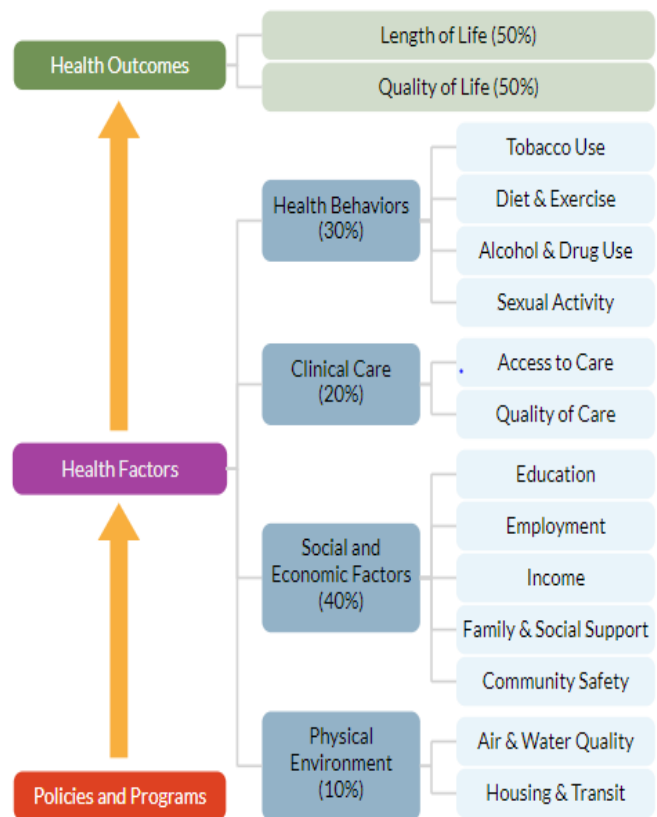 Health Outcomes
Length of Life (50%)
Quality of Life (50%)
Health Factors
Health Behaviors
(30%)
Tobacco Use
Diet & Exercise
Alcohol & Drug Use
Sexual Activity
Clinical Care
(20%)
Access to Care
Quality of Care
Social and
Economic Factors
(40%)
Education
Employment
Income
Family & Social Support
Community Safety
Physical
Environment
(10%)
Air & Water Quality
Housing & Transit
Policies and Programs